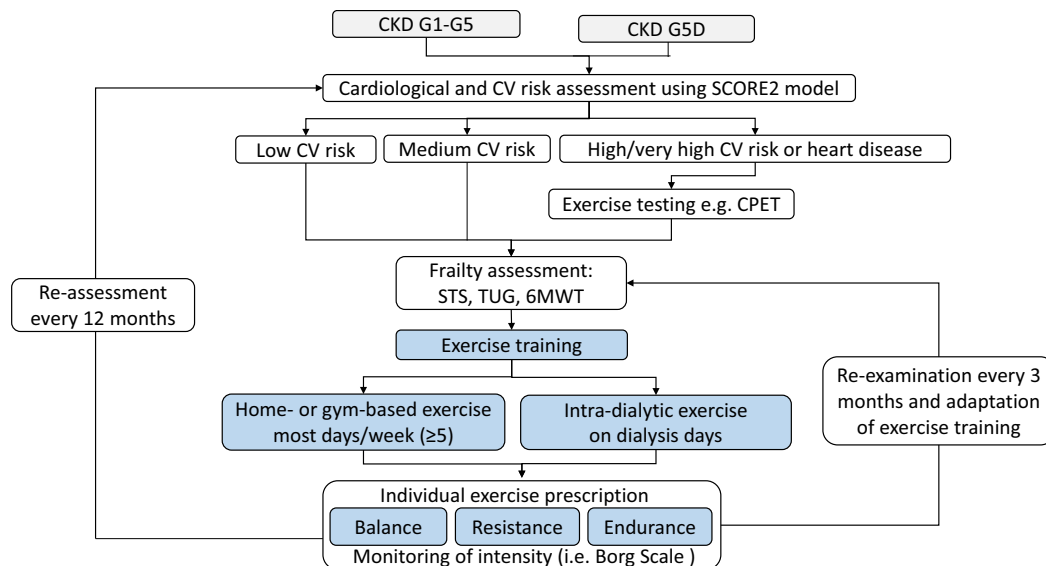 CKD G1-G5
CKD G5D
Cardiological and CV risk assessment using SCORE2 model
Low CV risk
Medium CV risk
High/very high CV risk or heart disease
Exercise testing e.g. CPET
Frailty assessment:
STS, TUG, 6MWT
Re-assessment
every 12 months
Exercise training
Re-examination every 3
months and adaptation
of exercise training
Home- or gym-based exercise
most days/week (≥5)
Intra-dialytic exercise
on dialysis days
Individual exercise prescription
Balance
Resistance
Endurance
Monitoring of intensity (i.e. Borg Scale )